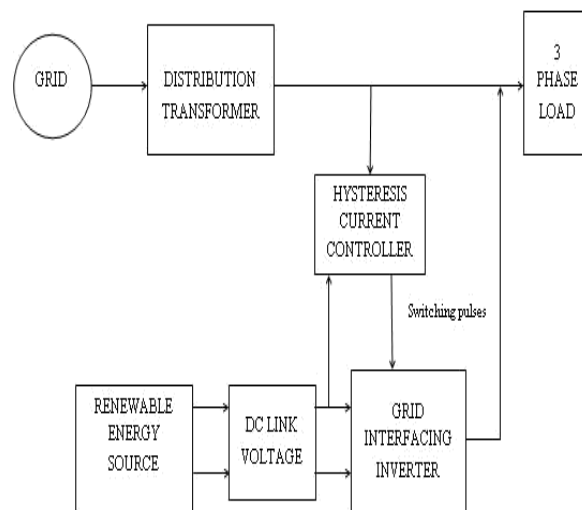 GRID
DISTRIBUTION
TRANSFORMER
3
PHASE
LOAD
HYSTERESIS
CURRENT
CONTROLLER
Switching pulses
RENEWABLE
ENERGY
SOURCE
DC LINK
VOLTAGE
GRID
INTERFACING
INVERTER